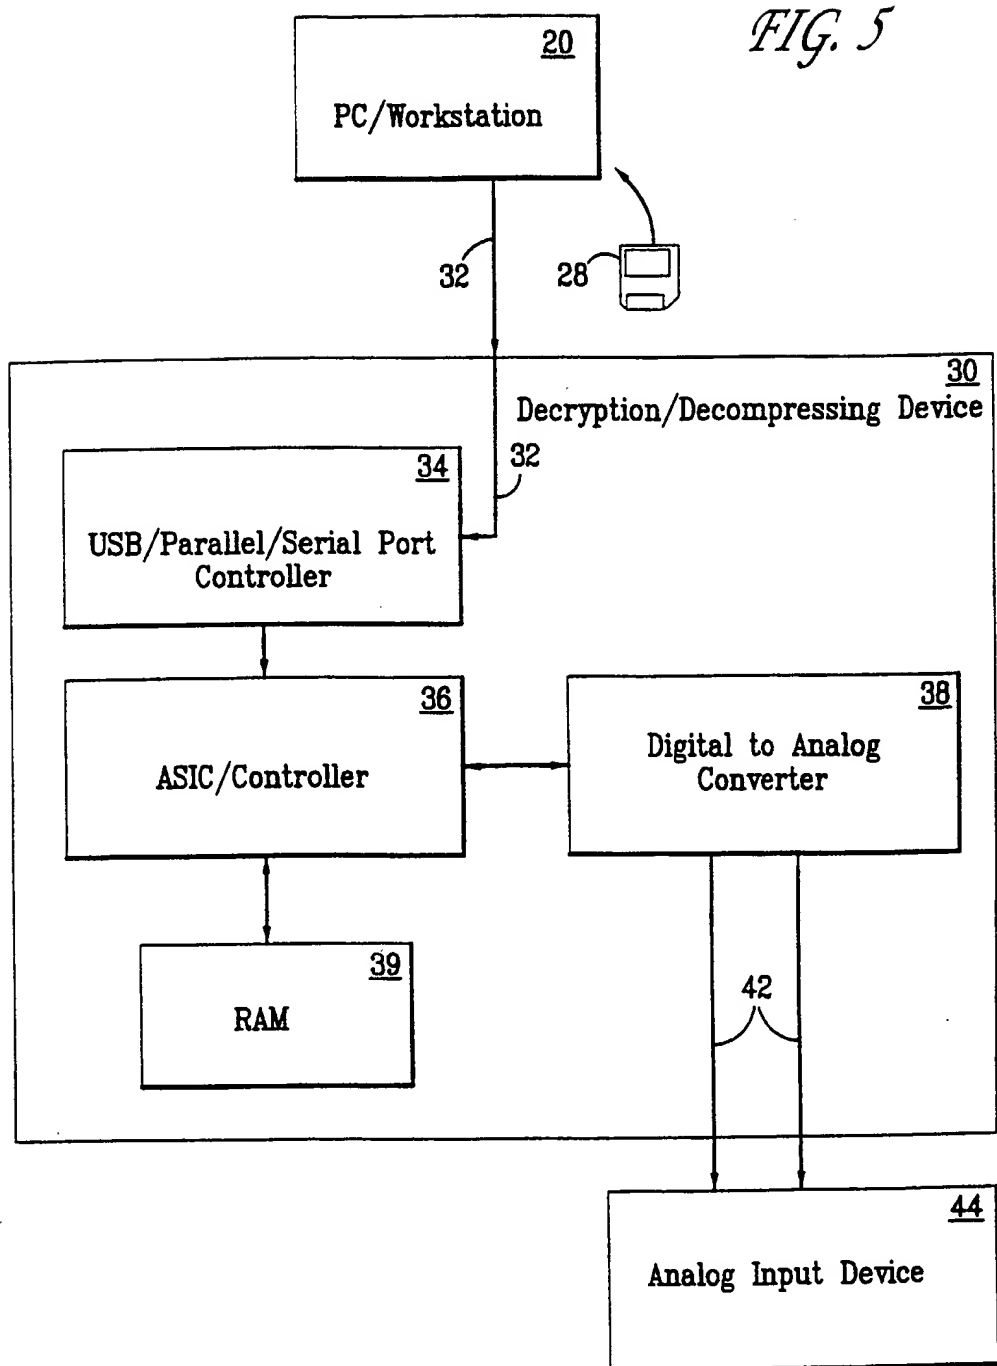 FIG. 5
20
PC/Workstation
32
28
30
Decryption/Decompressing Device
32
34
USB/Parallel/Serial Port
Controller
36
ASIC/Controller
38
Digital to Analog
Converter
39
RAM
42
44
Analog Input Device